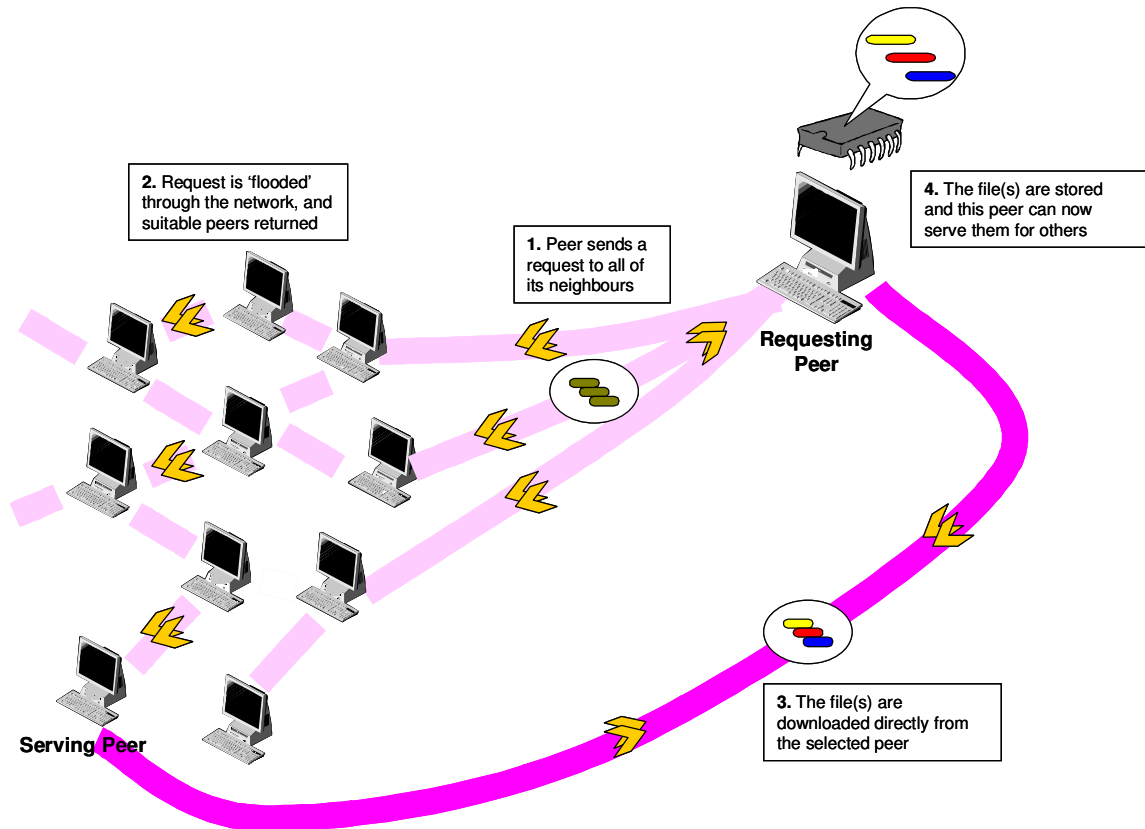 2. Request is ‘flooded’
through the network, and
suitable peers returned
1. Peer sends a
request to all of
its neighbours
4. The file(s) are stored
and this peer can now
serve them for others
Requesting
Peer
3. The file(s) are
downloaded directly from
the selected peer
Serving Peer